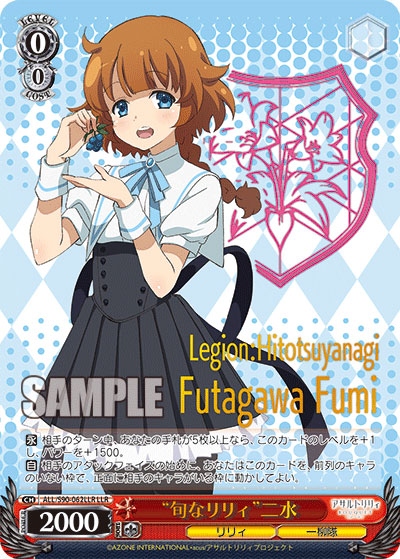 LEVEL
0
0
COST
Legion:Hitotsuyanagi
SAMPLE
Futagawa Fumi
永 相手のターン中、あなたの手札が5枚以上なら、このカードのレベルを+1
し、パワーを+1500。
自 相手のアタックフェイズの始めに、あなたはこのカードを、前列のキャラ
のいない枠で、正面に相手のキャラがいる枠に動かしてよい。
CH ALL/S90-062LLR LLR
2000
“旬なリリィ”二水
アサルトリリィ
リリィ
一柳隊
©AZONE INTERNATIONAL・acus/アサルトリリィプロジェクト